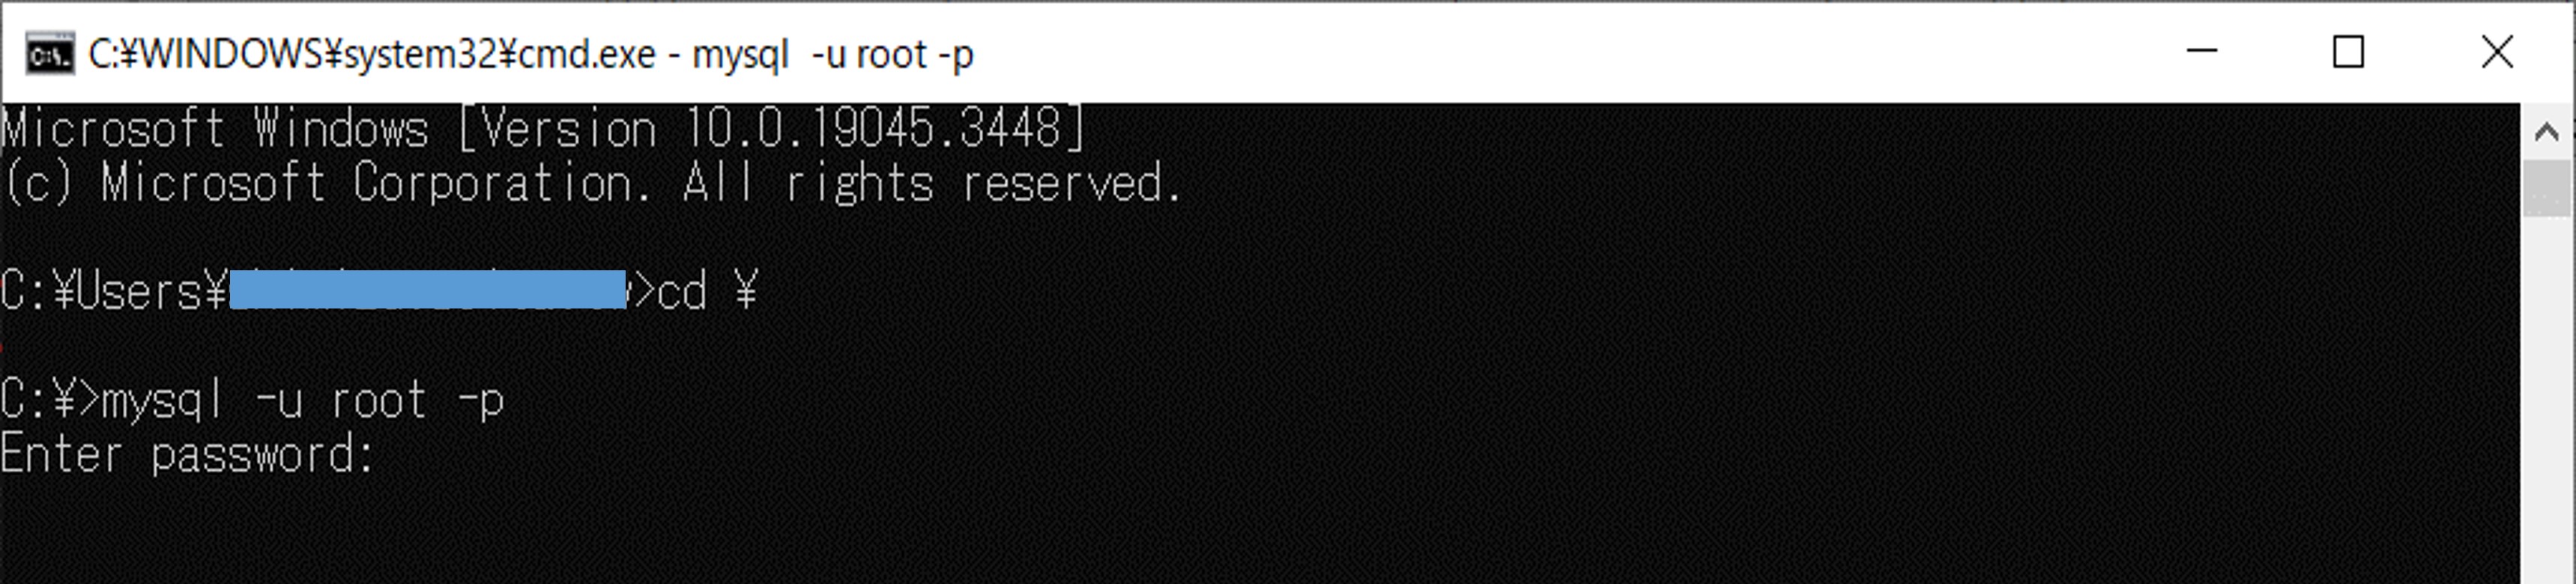 C:¥WINDOWS¥system32¥cmd.exe - mysql  -u root -p
Microsoft Windows [Version 10.0.19045.3448]
(c) Microsoft Corporation. All rights reserved.
C:¥Users¥>cd ¥
C:¥>mysql -u root -p
Enter password: